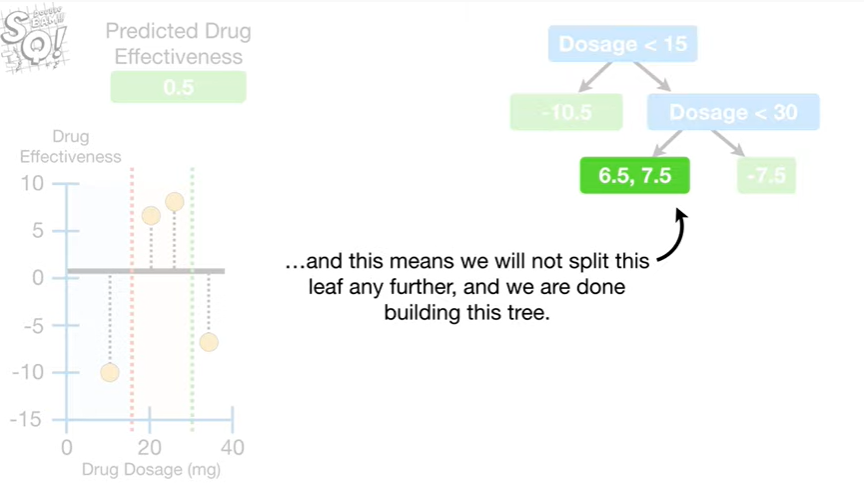 SQ!
Predicted Drug
Effectiveness
0.5
Dosage < 15
-10.5
Dosage < 30
6.5, 7.5
-7.5
Drug
Effectiveness
10
5
0
-5
-10
-15
0
20
40
Drug Dosage (mg)
…and this means we will not split this
leaf any further, and we are done
building this tree.